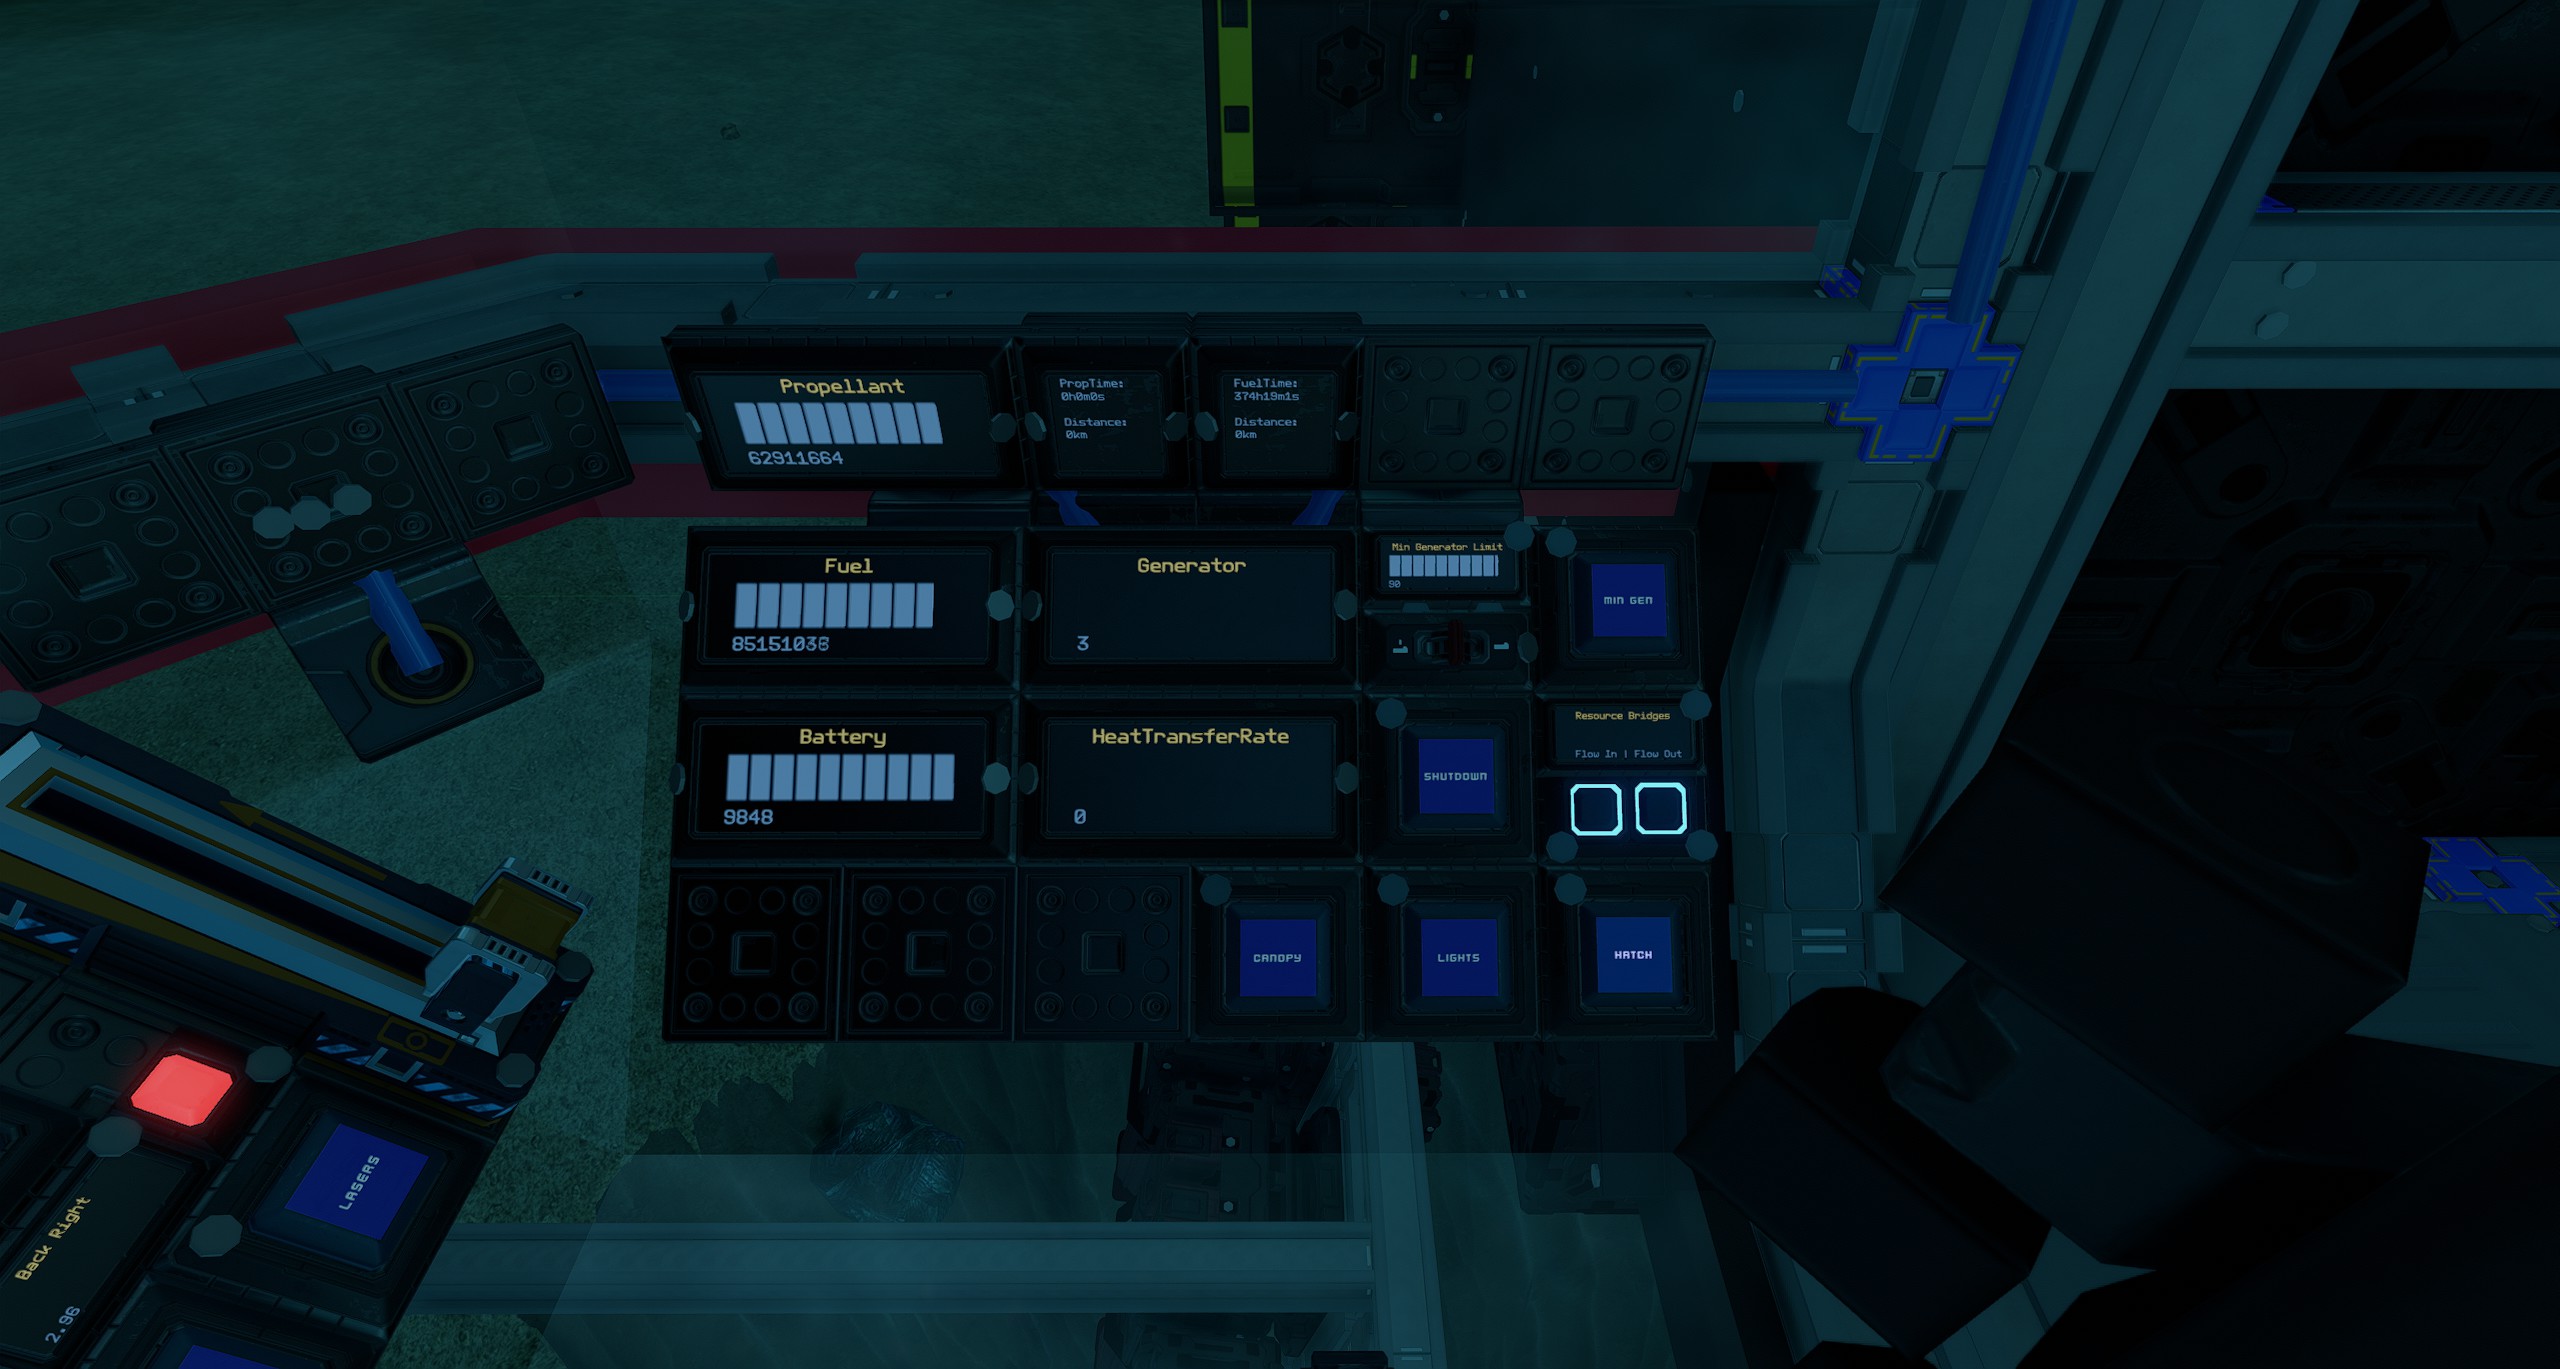 Propellant
62911664
PropTime:
0h0m0s
Distance:
0km
FuelTime:
374h19m1s
Distance:
0km
Fuel
Generator
3
Min Generator Limit
90
MIN GEN
-1
1
Battery
9848
HeatTransferRate
0
SHUTDOWN
Resource Bridges
Flow In | Flow Out
CANOPY
LIGHTS
HATCH
LASERS
Back Right
2.96